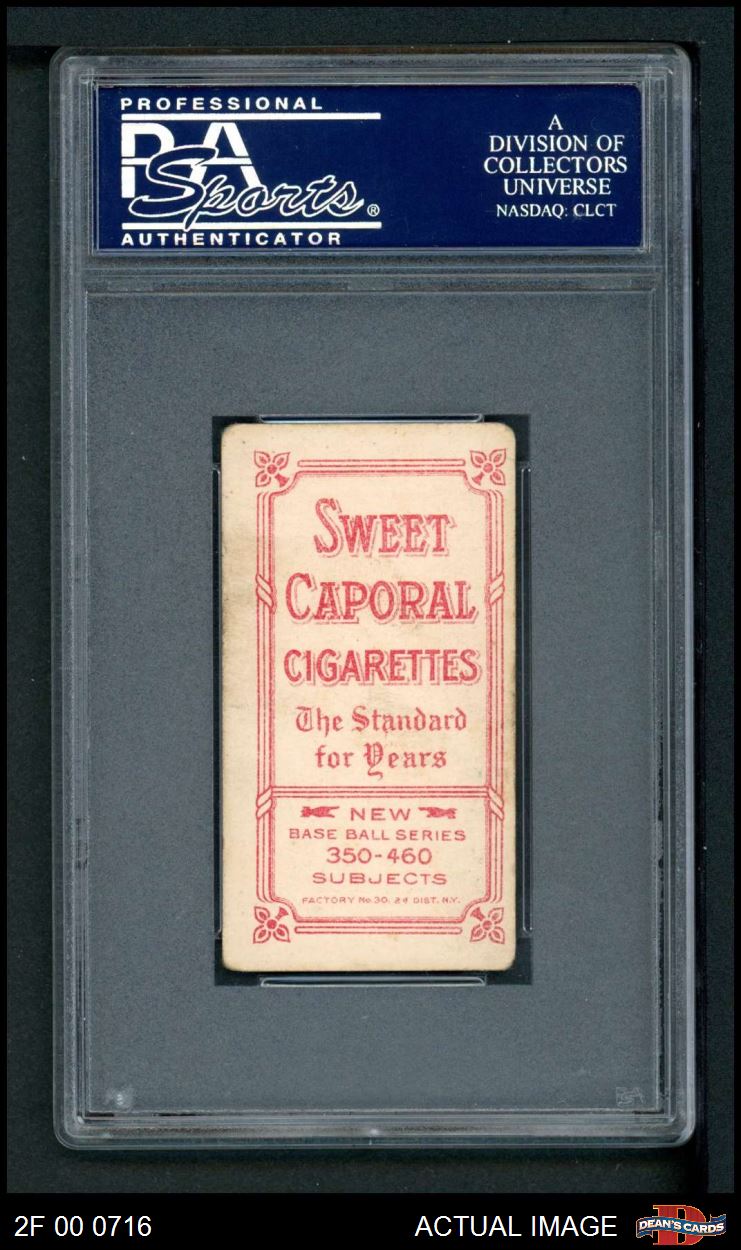 PROFESSIONAL
PSA
Sports®
AUTHENTICATOR
A
DIVISION OF
COLLECTORS
UNIVERSE
NASDAQ: CLCT
SWEET
CAPORAL
CIGARETTES
The Standard
for Years
NEW
BASE BALL SERIES
350-460
SUBJECTS
FACTORY No. 30, 2d DIST. N.Y.
PSA
2F 00 0716
ACTUAL IMAGE
D
DEAN'S CARDS